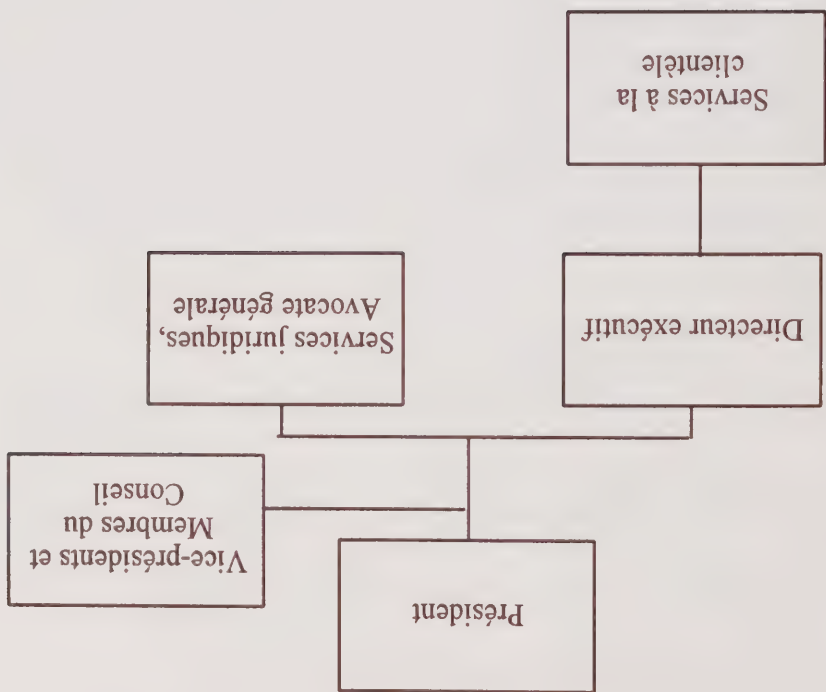 Président
Vice-présidents et
Membres du
Conseil
Directeur exécutif
Services juridiques,
Avocate générale
Services à la
clientèle